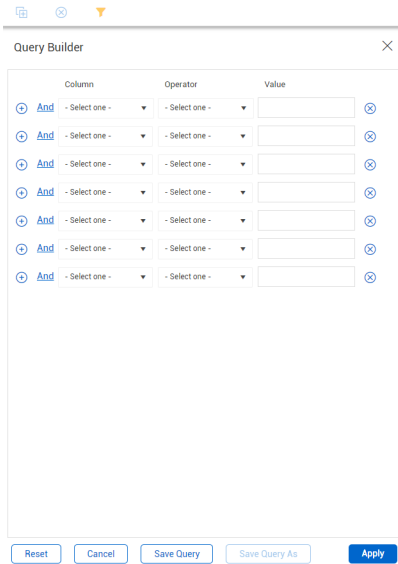 Query Builder
Column Operator Value
And - Select one - - Select one -
And - Select one - - Select one -
And - Select one - - Select one -
And - Select one - - Select one -
And - Select one - - Select one -
And - Select one - - Select one -
And - Select one - - Select one -
Reset Cancel Save Query Save Query As Apply